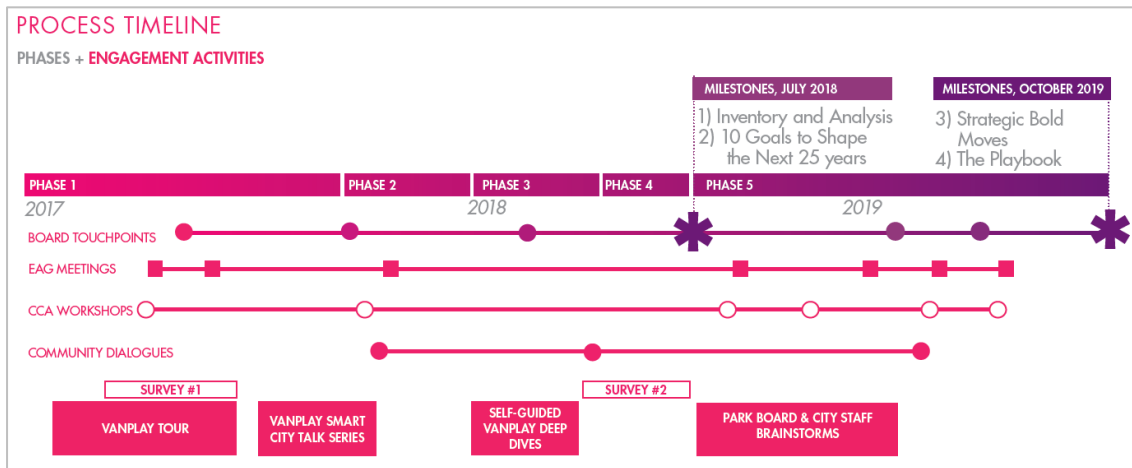 PROCESS TIMELINE
PHASES + ENGAGEMENT ACTIVITIES
MILESTONES, JULY 2018
1) Inventory and Analysis
2) 10 Goals to Shape
the Next 25 years
MILESTONES, OCTOBER 2019
3) Strategic Bold
Moves
4) The Playbook
PHASE 1
PHASE 2
PHASE 3
PHASE 4
PHASE 5
2017
2018
2019
BOARD TOUCHPOINTS
EAG MEETINGS
CCA WORKSHOPS
COMMUNITY DIALOGUES
SURVEY #1
VANPLAY TOUR
VANPLAY SMART
CITY TALK SERIES
SELF-GUIDED
VANPLAY DEEP
DIVES
SURVEY #2
PARK BOARD & CITY STAFF
BRAINSTORMS